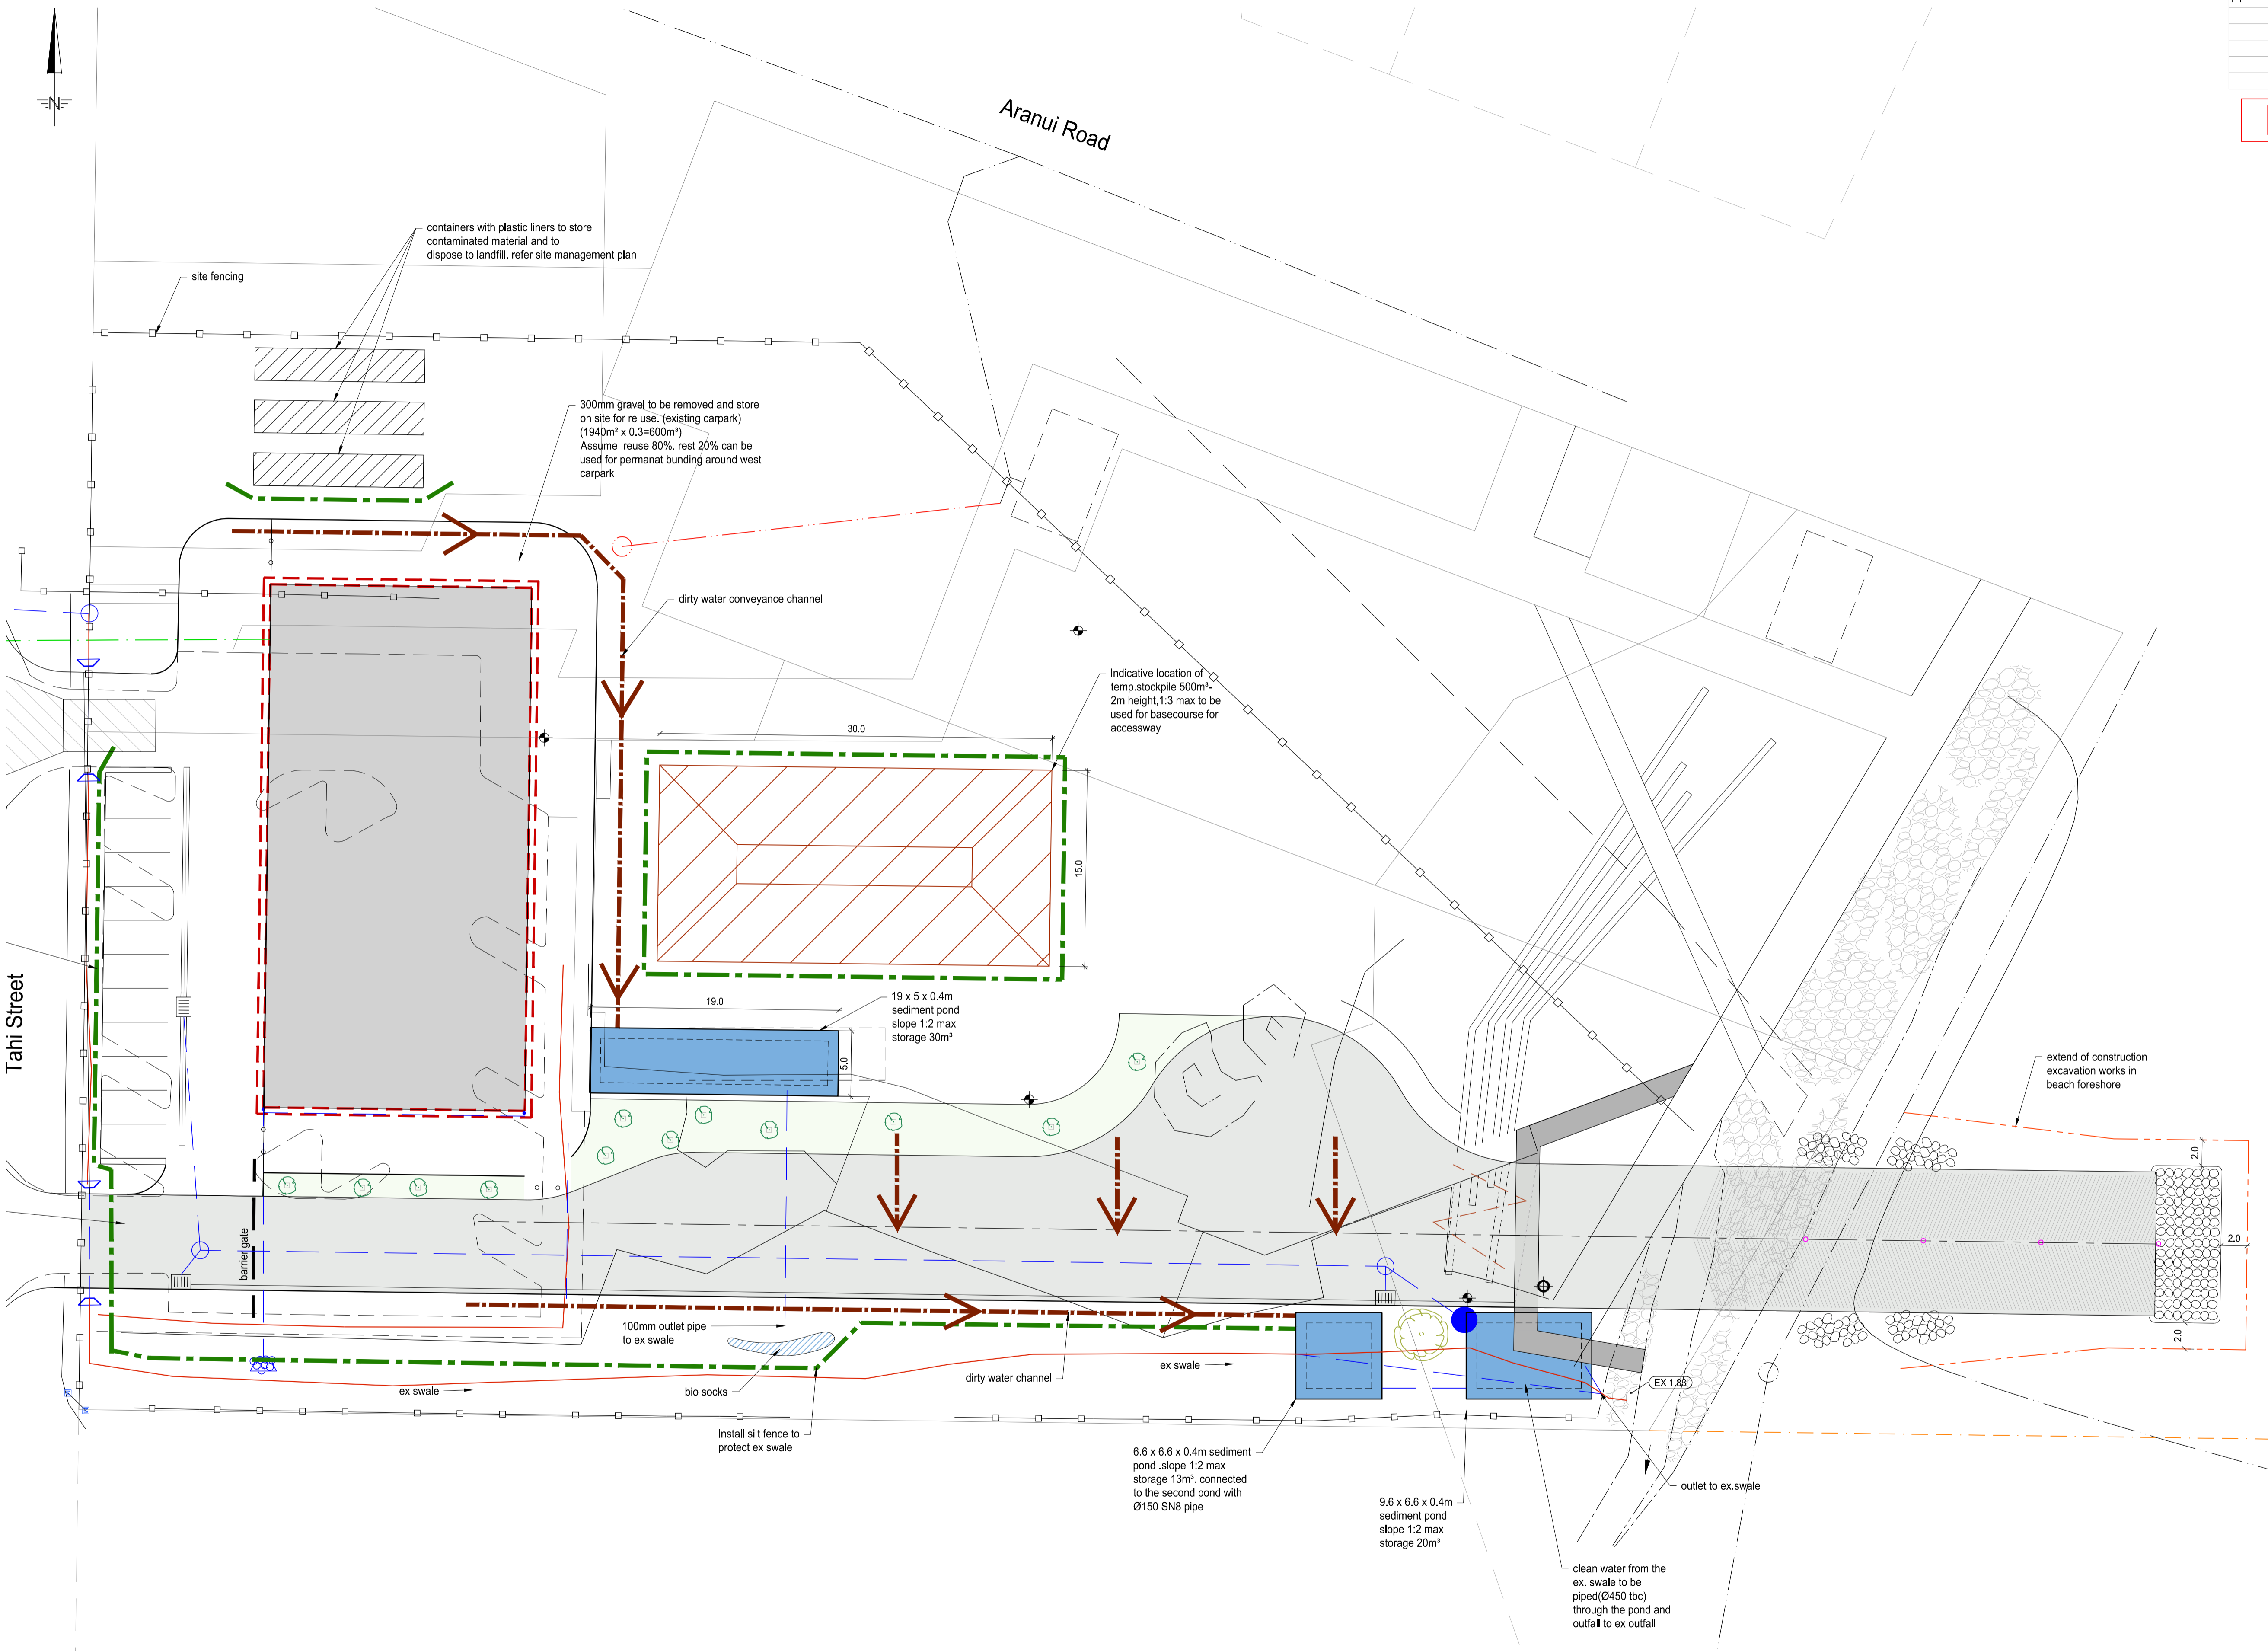 N
Aranui Road
containers with plastic liners to store
contaminated material and to
dispose to landfill. refer site management plan
site fencing
300mm gravel to be removed and store
on site for re use. (existing carpark)
(1940m² x 0.3=600m³)
Assume reuse 80%. rest 20% can be
used for permanat bunding around west
carpark
dirty water conveyance channel
Indicative location of
temp.stockpile 500m³-
2m height,1:3 max to be
used for basecourse for
accessway
30.0
15.0
Tahi Street
19.0
19 x 5 x 0.4m
sediment pond
slope 1:2 max
storage 30m³
5.0
extend of construction
excavation works in
beach foreshore
2.0
2.0
2.0
barrier gate
100mm outlet pipe
to ex swale
ex swale
bio socks
dirty water channel
ex swale
EX 1.83
Install silt fence to
protect ex swale
6.6 x 6.6 x 0.4m sediment
pond .slope 1:2 max
storage 13m³. connected
to the second pond with
Ø150 SN8 pipe
9.6 x 6.6 x 0.4m
sediment pond
slope 1:2 max
storage 20m³
outlet to ex.swale
clean water from the
ex. swale to be
piped(Ø450 tbc)
through the pond and
outfall to ex outfall